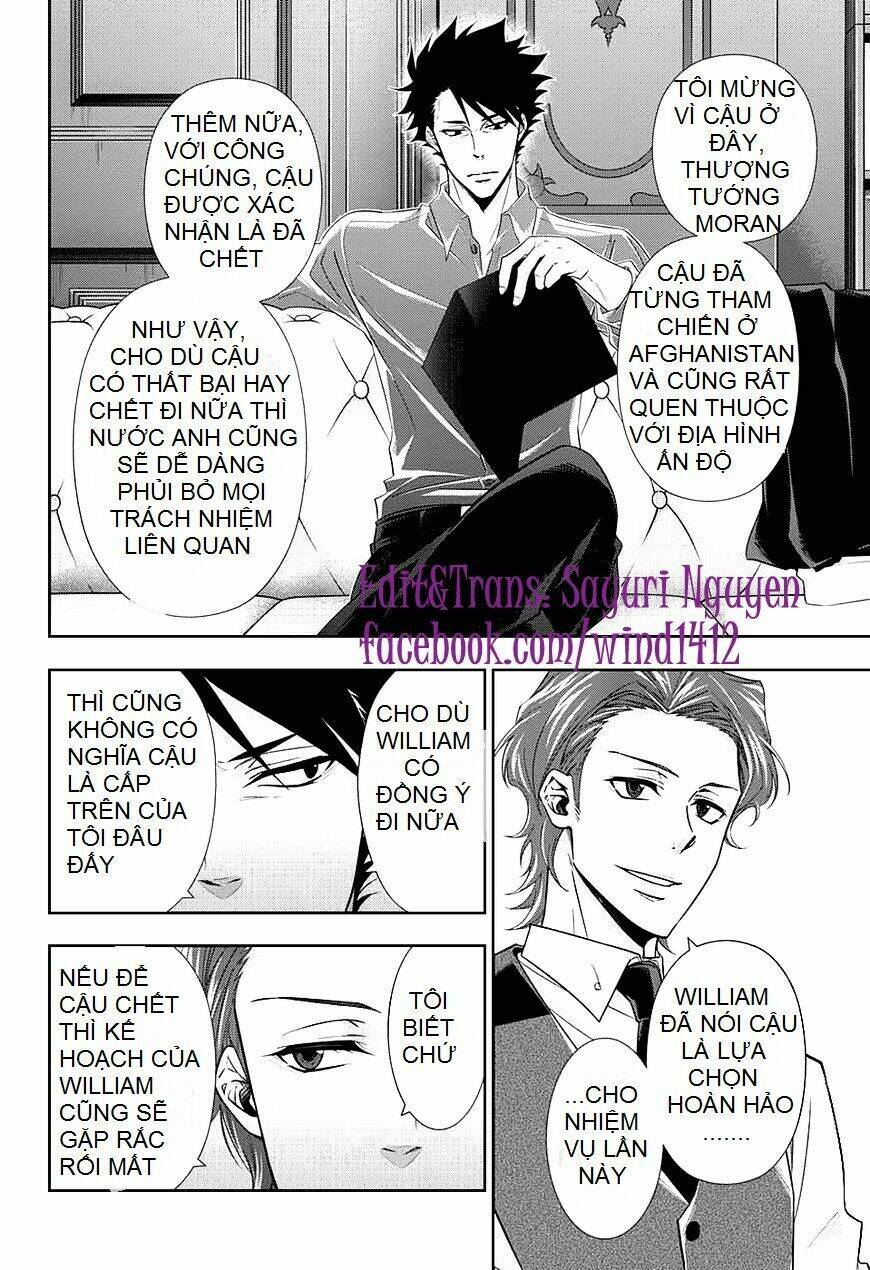 TÔI MỪNG
VÌ CẬU Ở
ĐÂY,
THƯỢNG
TƯỚNG
MORAN
CẬU ĐÃ
TỪNG THAM
CHIẾN Ở
AFGHANISTAN
VÀ CŨNG RẤT
QUEN THUỘC
VỚI ĐỊA HÌNH
ẤN ĐỘ
THÊM NỮA,
VỚI CÔNG
CHÚNG, CẬU
ĐƯỢC XÁC
NHẬN LÀ ĐÃ
CHẾT
NHƯ VẬY,
CHO DÙ CẬU
CÓ THẤT BẠI HAY
CHẾT ĐI NỮA THÌ
NƯỚC ANH CŨNG
SẼ DỄ DÀNG
PHỦI BỎ MỌI
TRÁCH NHIỆM
LIÊN QUAN
Edit&Trans: Sayuri Nguyen
facebook.com/wind1412
WILLIAM
ĐÃ NÓI CẬU
LÀ LỰA
CHỌN
HOÀN HẢO
.......
...CHO
NHIỆM
VỤ LẦN
NÀY
CHO DÙ
WILLIAM
CÓ
ĐỒNG Ý
ĐI NỮA
THÌ CŨNG
KHÔNG CÓ
NGHĨA CẬU
LÀ CẤP
TRÊN CỦA
TÔI ĐÂU
ĐẤY
TÔI
BIẾT
CHỨ
NẾU ĐỂ
CẬU CHẾT
THÌ KẾ
HOẠCH CỦA
WILLIAM
CŨNG SẼ
GẶP RẮC
RỐI MẤT